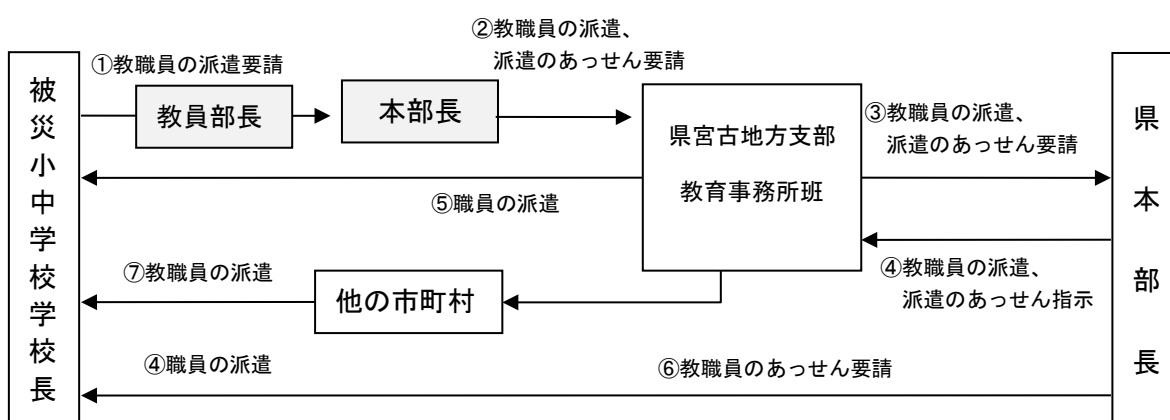 ②教職員の派遣、
派遣のあっせん要請
①教職員の派遣要請
被災小中学校学校長
教員部長
本部長
県宮古地方支部
教育事務所班
③教職員の派遣、
派遣のあっせん要請
県本部長
⑤職員の派遣
④教職員の派遣、
派遣のあっせん指示
⑦教職員の派遣
他の市町村
④職員の派遣
⑥教職員のあっせん要請